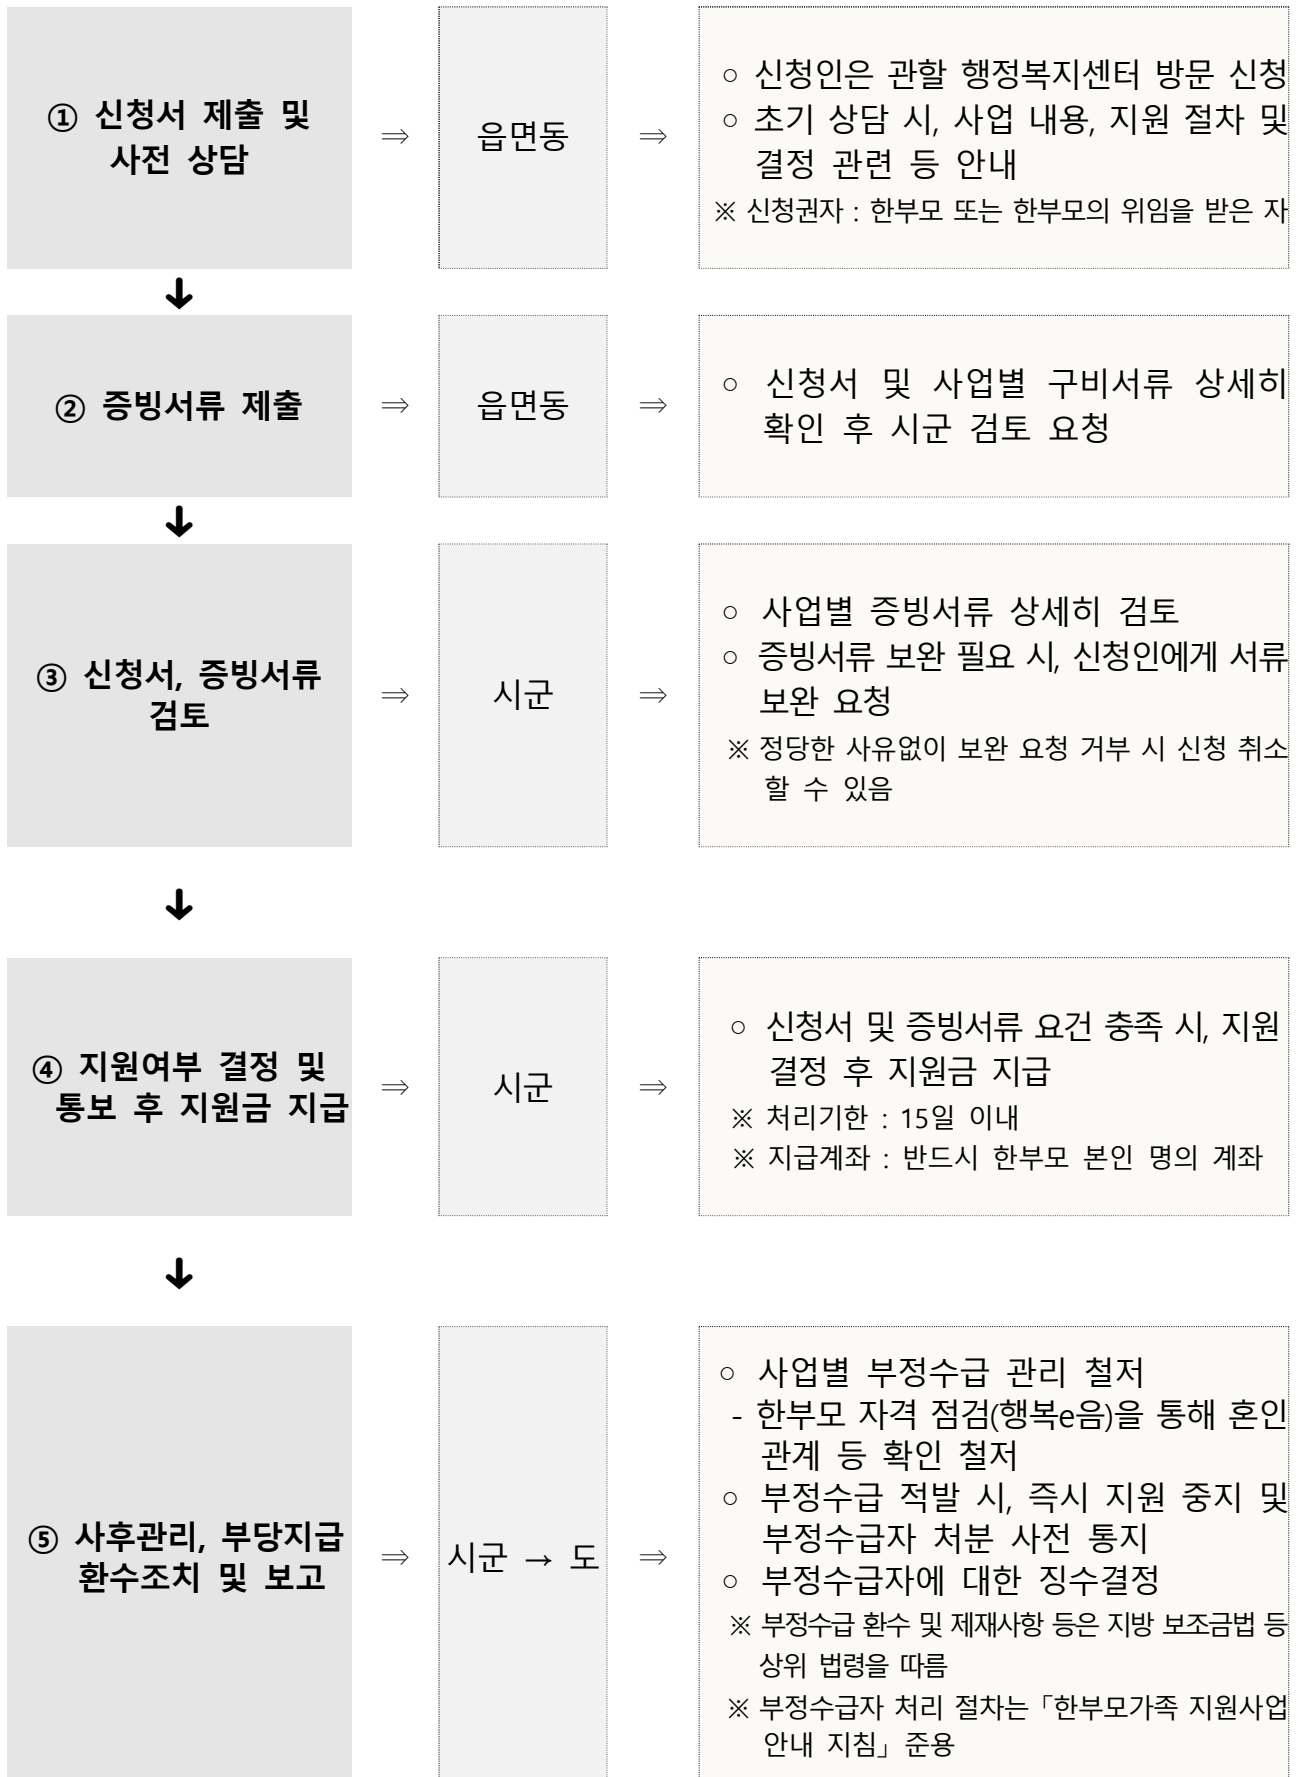 ① 신청서 제출 및
사전 상담
⇒
읍면동
⇒
○ 신청인은 관할 행정복지센터 방문 신청
○ 초기 상담 시, 사업 내용, 지원 절차 및
결정 관련 등 안내
※ 신청권자 : 한부모 또는 한부모의 위임을 받은 자
↓
② 증빙서류 제출
⇒
읍면동
⇒
○ 신청서 및 사업별 구비서류 상세히
확인 후 시군 검토 요청
↓
③ 신청서, 증빙서류
검토
⇒
시군
⇒
○ 사업별 증빙서류 상세히 검토
○ 증빙서류 보완 필요 시, 신청인에게 서류
보완 요청
※ 정당한 사유없이 보완 요청 거부 시 신청 취소
할 수 있음
↓
④ 지원여부 결정 및
통보 후 지원금 지급
⇒
시군
⇒
○ 신청서 및 증빙서류 요건 충족 시, 지원
결정 후 지원금 지급
※ 처리기한 : 15일 이내
※ 지급계좌 : 반드시 한부모 본인 명의 계좌
↓
⑤ 사후관리, 부당지급
환수조치 및 보고
⇒
시군 → 도
⇒
○ 사업별 부정수급 관리 철저
- 한부모 자격 점검(행복e음)을 통해 혼인
관계 등 확인 철저
○ 부정수급 적발 시, 즉시 지원 중지 및
부정수급자 처분 사전 통지
○ 부정수급자에 대한 징수결정
※ 부정수급 환수 및 제재사항 등은 지방 보조금법 등
상위 법령을 따름
※ 부정수급자 처리 절차는「한부모가족 지원사업
안내 지침」준용